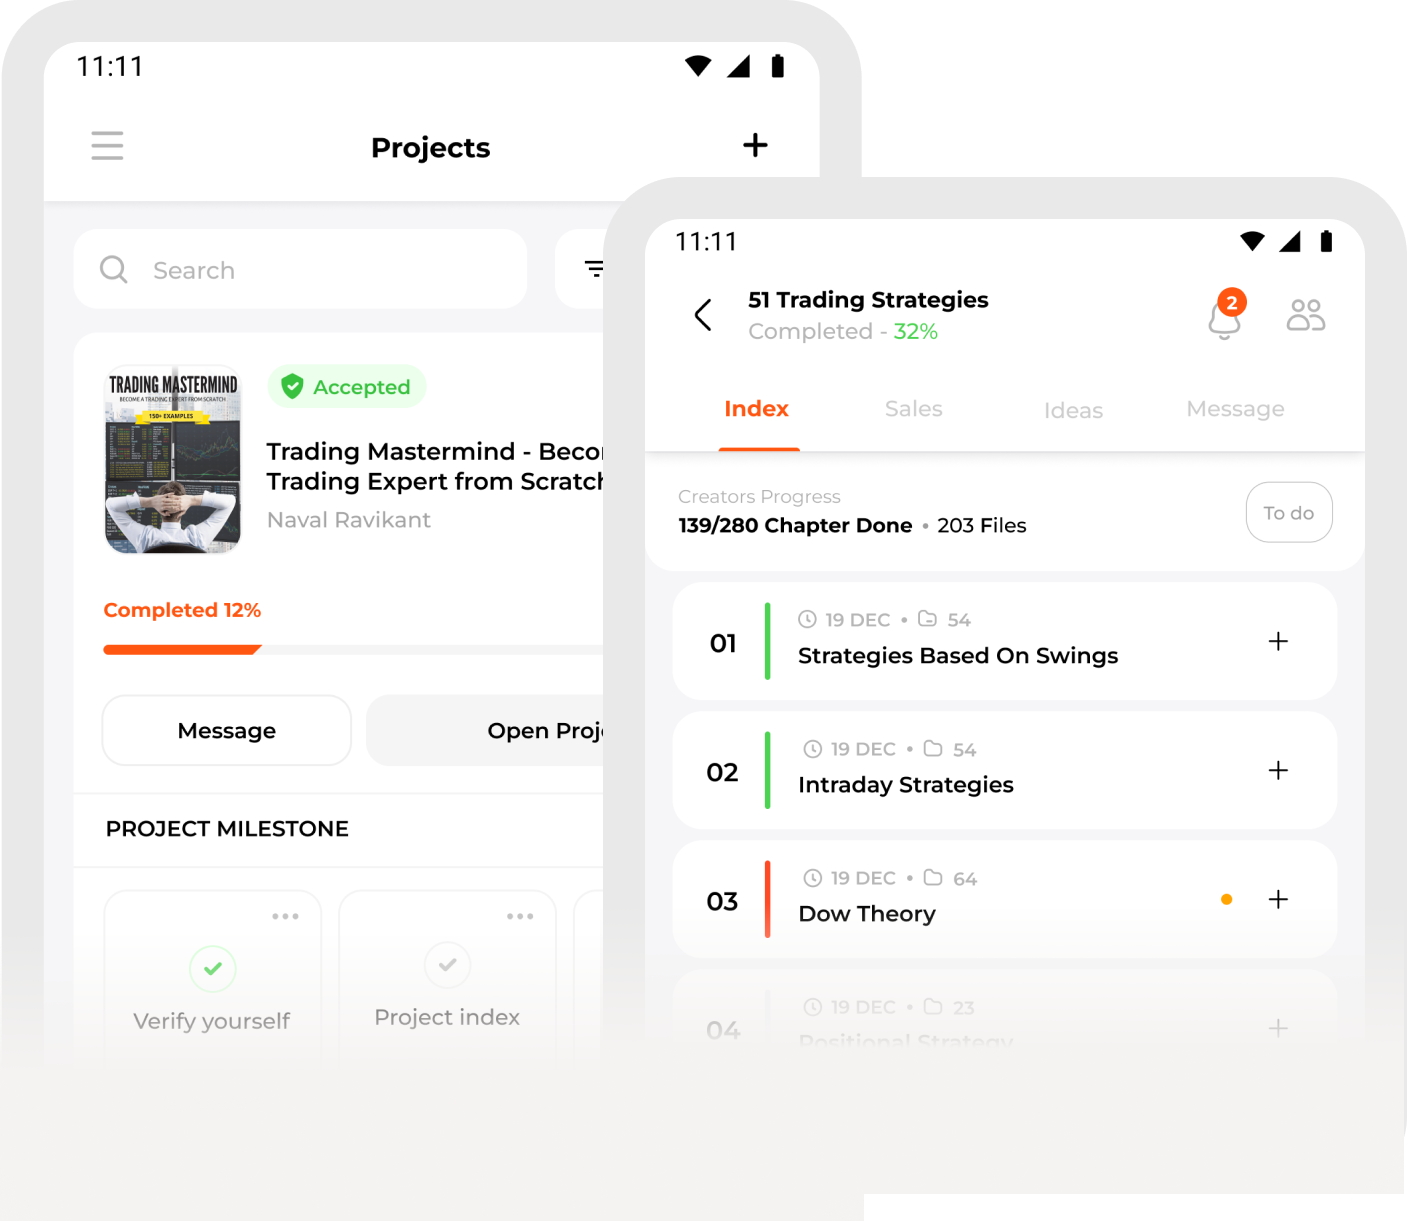 11:11
Projects
Search
TRADING MASTERMIND
BECOME A TRADING EXPERT FROM SCRATCH
150+ EXAMPLES
Accepted
Trading Mastermind - Beco
Trading Expert from Scratch
Naval Ravikant
Completed 12%
Message
Open Proj
PROJECT MILESTONE
Verify yourself
Project index
11:11
51 Trading Strategies
2
Completed - 32%
Index
Sales
Ideas
Message
Creators Progress
139/280 Chapter Done • 203 Files
To do
01
19 DEC • 54
Strategies Based On Swings
02
19 DEC • 54
Intraday Strategies
03
19 DEC • 64
Dow Theory
04
19 DEC • 23
Positional Strategy